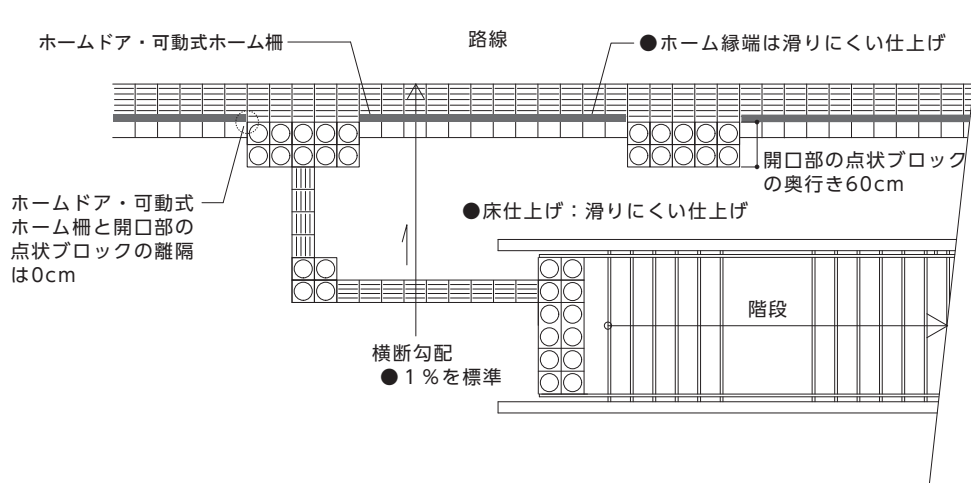 ホームドア・可動式ホーム柵
路線
●ホーム縁端は滑りにくい仕上げ
開口部の点状ブロック
の奥行き60cm
ホームドア・可動式
ホーム柵と開口部の
点状ブロックの離隔
は0cm
●床仕上げ：滑りにくい仕上げ
階段
横断勾配
●１％を標準